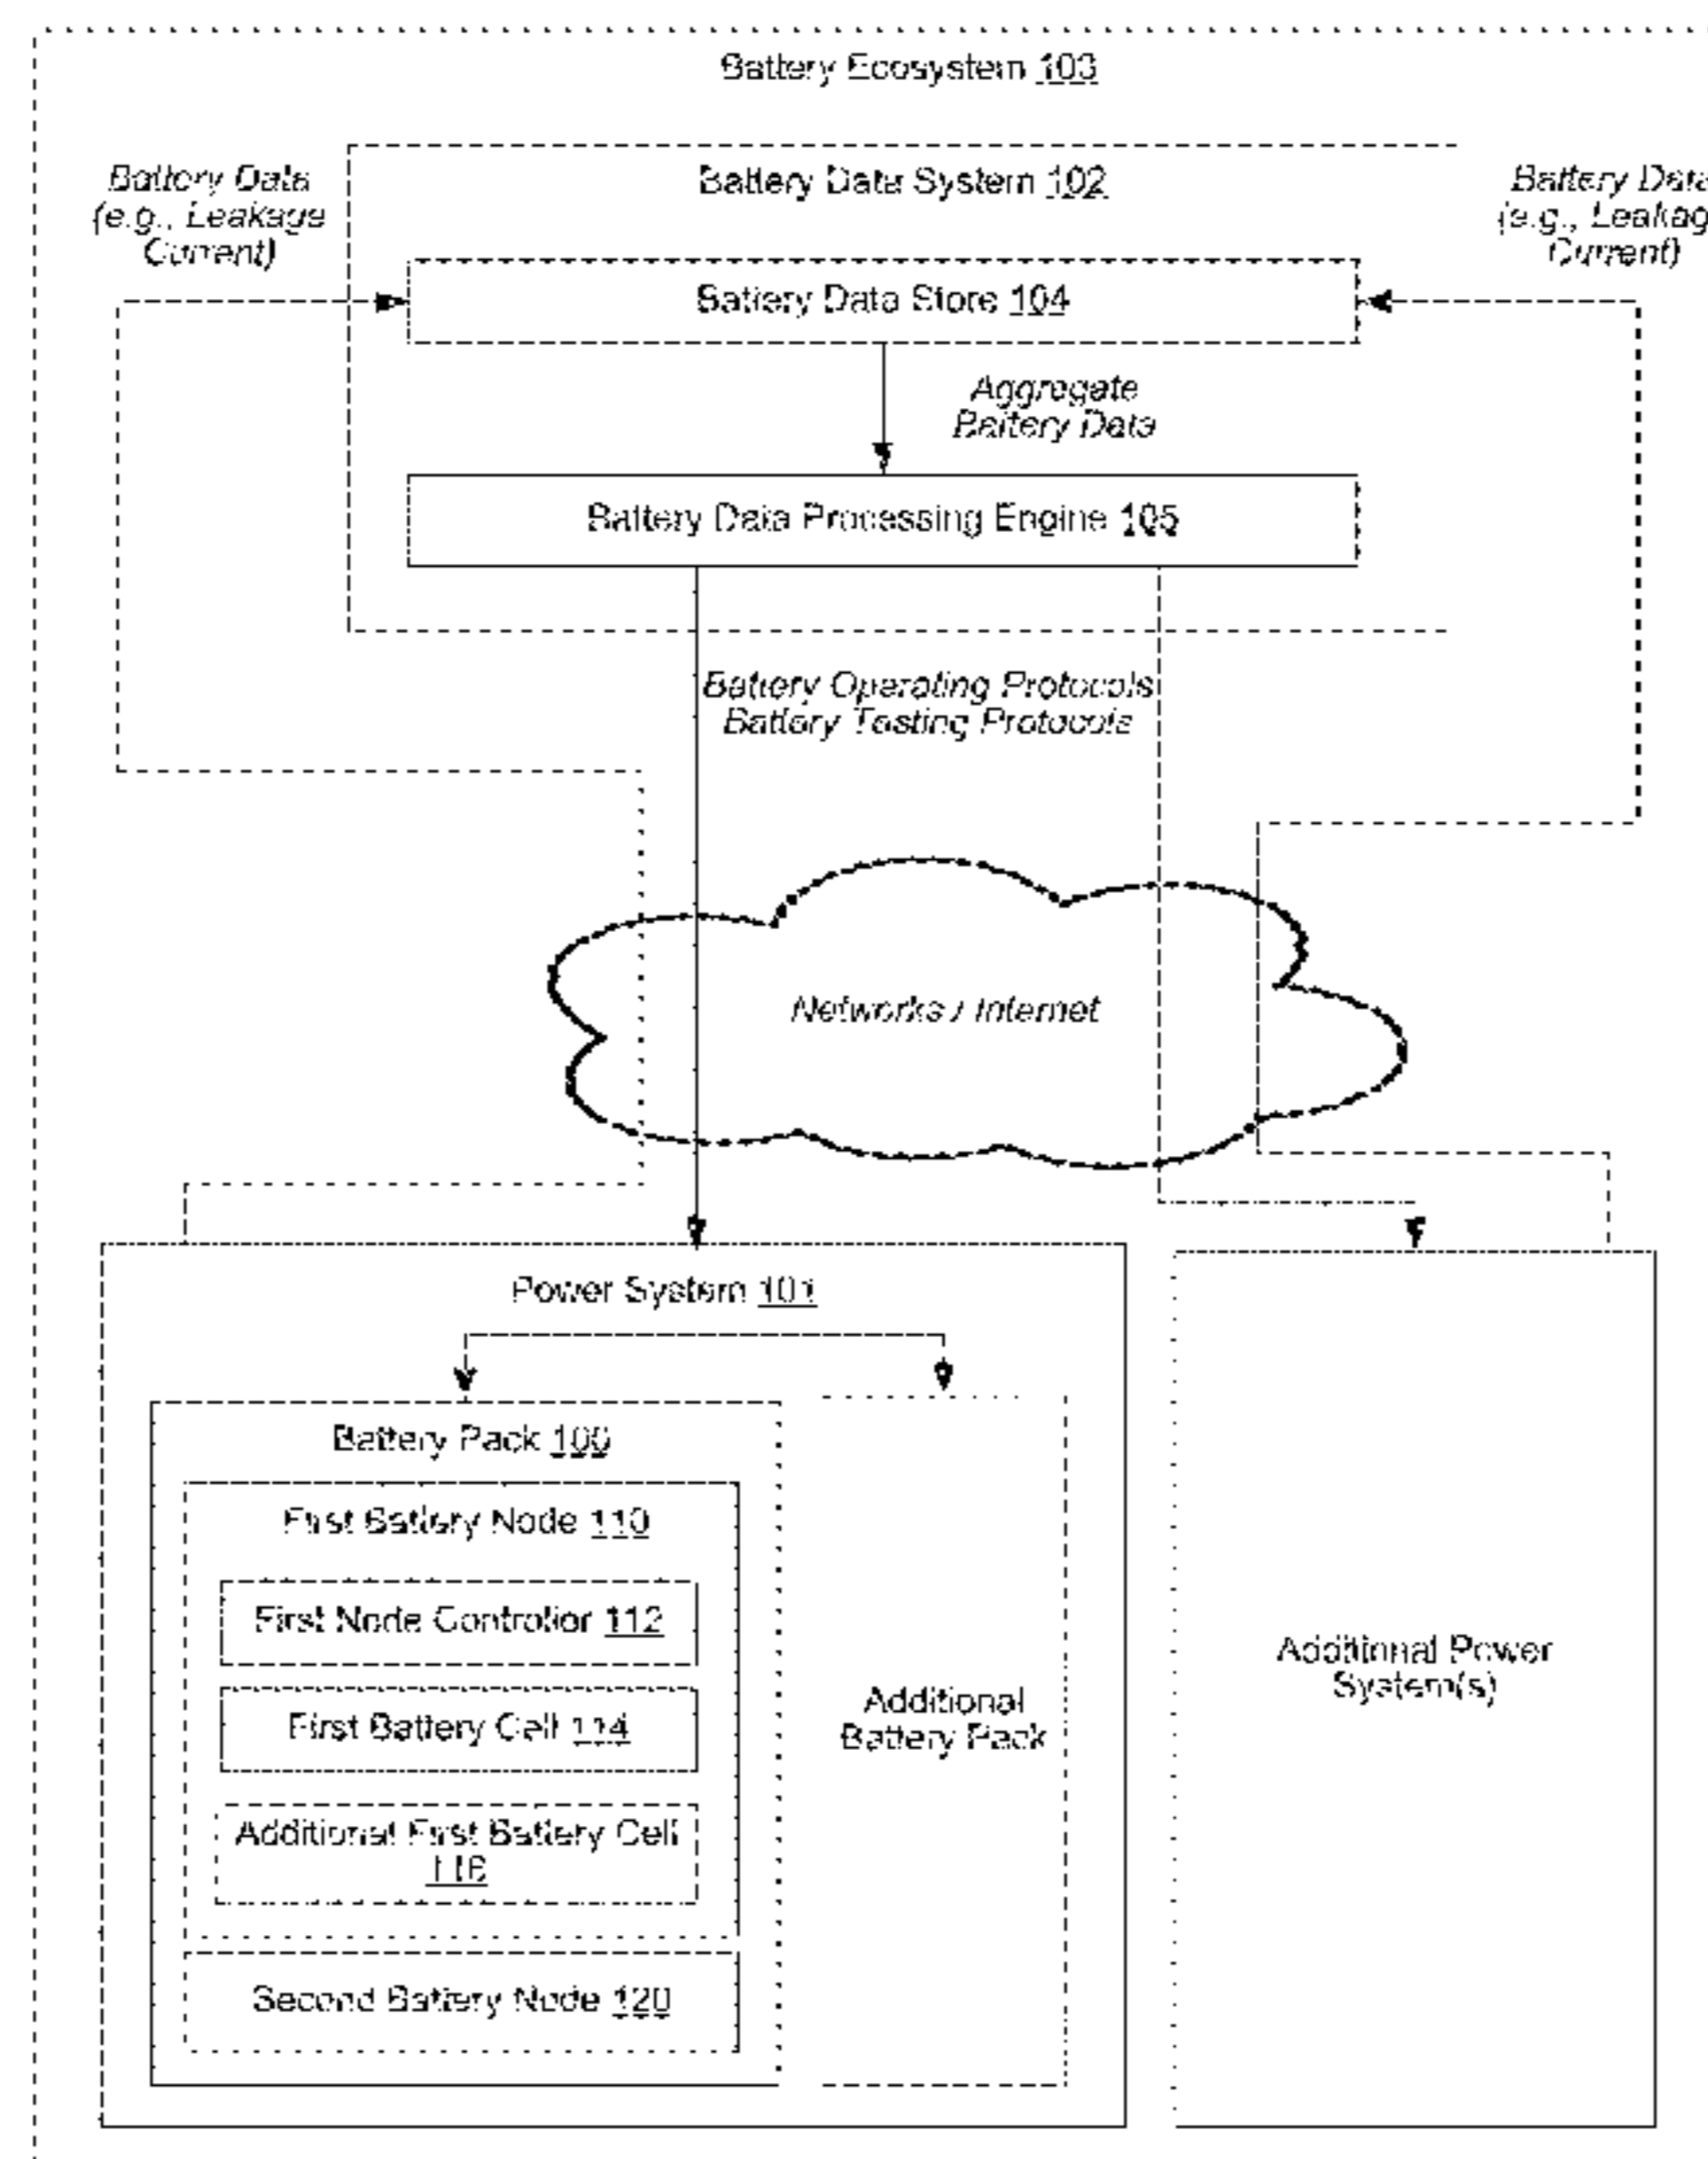 Battery Ecosystem 103
Battery Data
(e.g., Leakage
Current)
Battery Data System 102
Battery Data
(e.g., Leakag
Current)
Battery Data Store 104
Aggregate
Battery Data
Battery Data Processing Engine 105
Battery Operating Protocols
Battery Testing Protocols
Networks / Internet
Power System 101
Battery Pack 100
First Battery Node 110
First Node Controller 112
First Battery Cell 114
Additional First Battery Cell
116
Second Battery Node 120
Additional
Battery Pack
Additional Power
System(s)